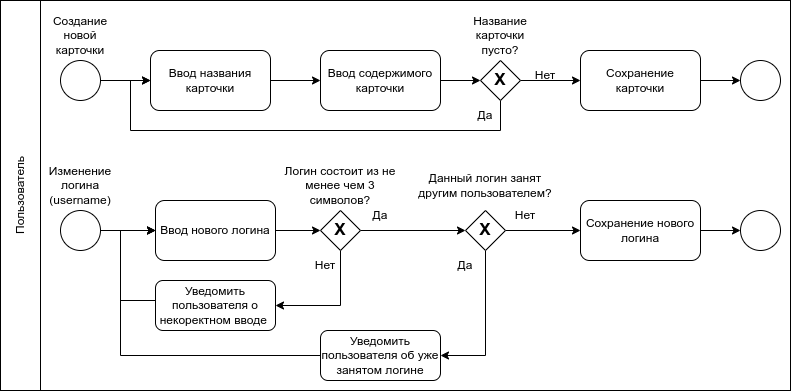 Пользователь
Создание
новой
карточки
Ввод названия
карточки
Ввод содержимого
карточки
Название
карточки
пусто?
X
Нет
Да
Сохранение
карточки
Изменение
логина
(username)
Ввод нового логина
Логин состоит из не
менее чем 3
символов?
X
Да
Нет
Данный логин занят
другим пользователем?
X
Нет
Да
Сохранение нового
логина
Уведомить
пользователя о
некоректном вводе
Уведомить
пользователя об уже
занятом логине